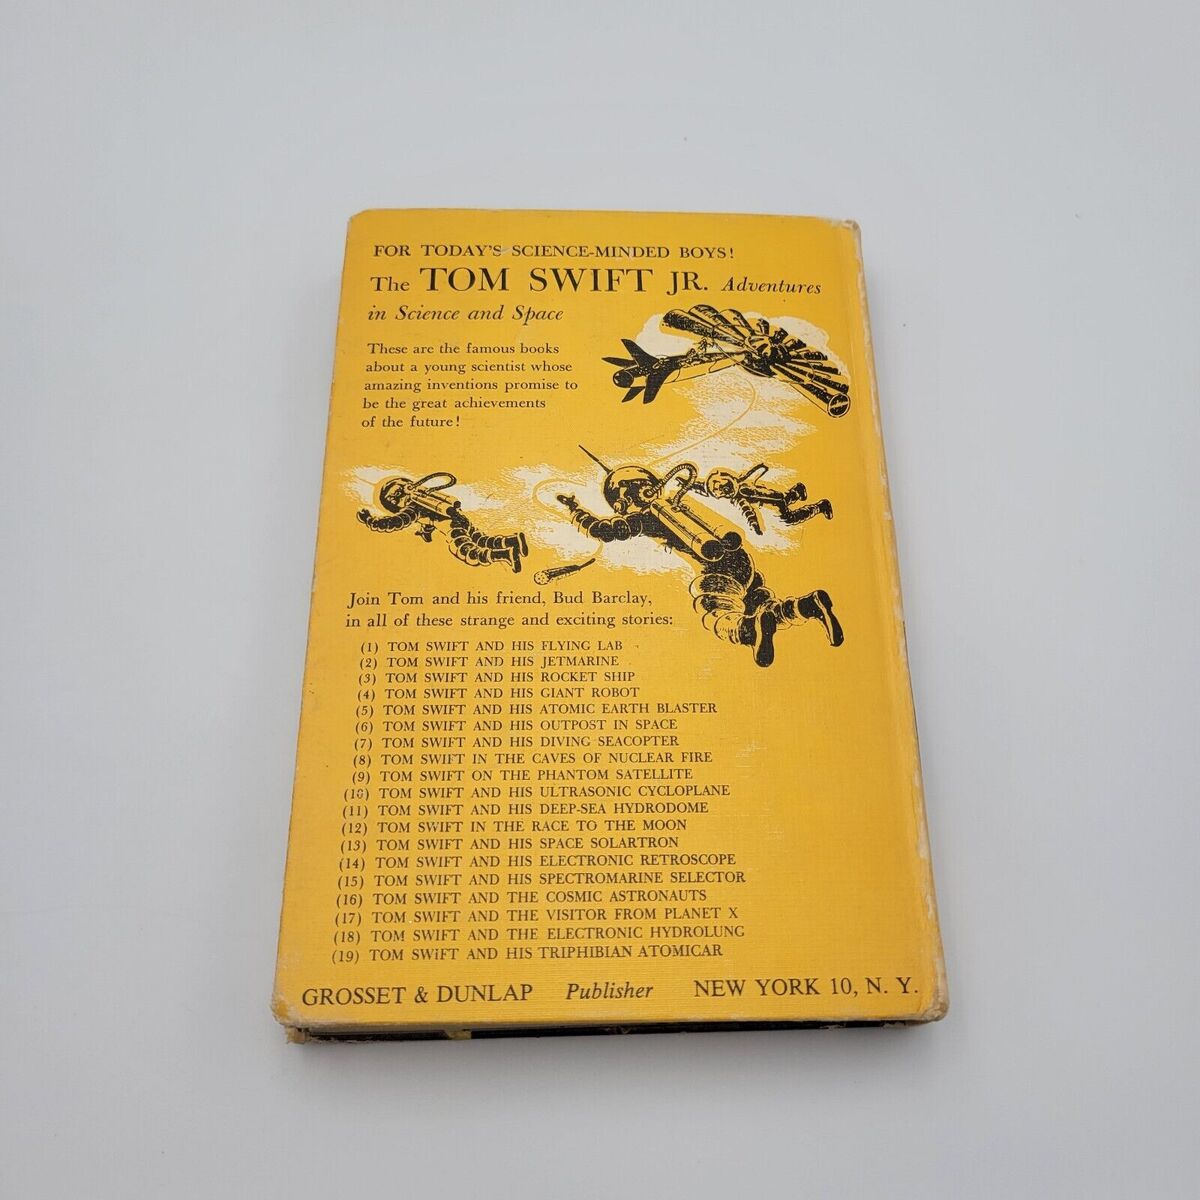 FOR TODAY'S SCIENCE-MINDED BOYS!
The TOM SWIFT JR. Adventures
in Science and Space
These are the famous books
about a young scientist whose
amazing inventions promise to
be the great achievements
of the future!
Join Tom and his friend, Bud Barclay,
in all of these strange and exciting stories:
(1) TOM SWIFT AND HIS FLYING LAB
(2) TOM SWIFT AND HIS JETMARINE
(3) TOM SWIFT AND HIS ROCKET SHIP
(4) TOM SWIFT AND HIS GIANT ROBOT
(5) TOM SWIFT AND HIS ATOMIC EARTH BLASTER
(6) TOM SWIFT AND HIS OUTPOST IN SPACE
(7) TOM SWIFT AND HIS DIVING SEACOPTER
(8) TOM SWIFT IN THE CAVES OF NUCLEAR FIRE
(9) TOM SWIFT ON THE PHANTOM SATELLITE
(10) TOM SWIFT AND HIS ULTRASONIC CYCLOPLANE
(11) TOM SWIFT AND HIS DEEP-SEA HYDRODOME
(12) TOM SWIFT IN THE RACE TO THE MOON
(13) TOM SWIFT AND HIS SPACE SOLARTRON
(14) TOM SWIFT AND HIS ELECTRONIC RETROSCOPE
(15) TOM SWIFT AND HIS SPECTROMARINE SELECTOR
(16) TOM SWIFT AND THE COSMIC ASTRONAUTS
(17) TOM SWIFT AND THE VISITOR FROM PLANET X
(18) TOM SWIFT AND THE ELECTRONIC HYDROLUNG
(19) TOM SWIFT AND HIS TRIPHIBIAN ATOMICAR
GROSSET & DUNLAP Publisher NEW YORK 10, N. Y.